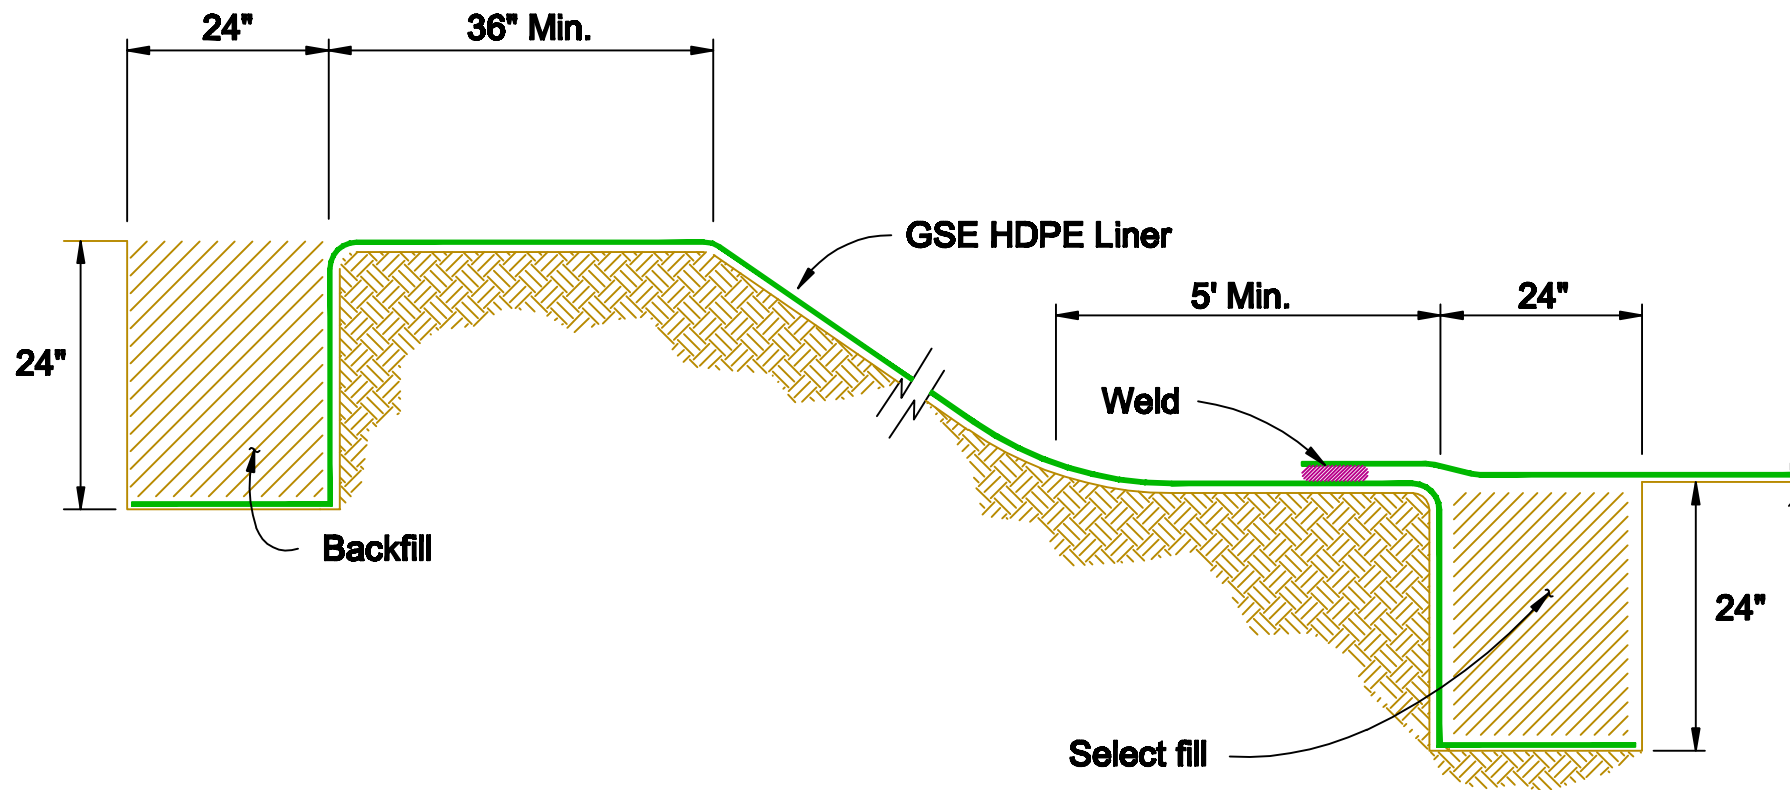 24"
36" Min.
GSE HDPE Liner
5' Min.
24"
24"
Weld
Backfill
24"
Select fill